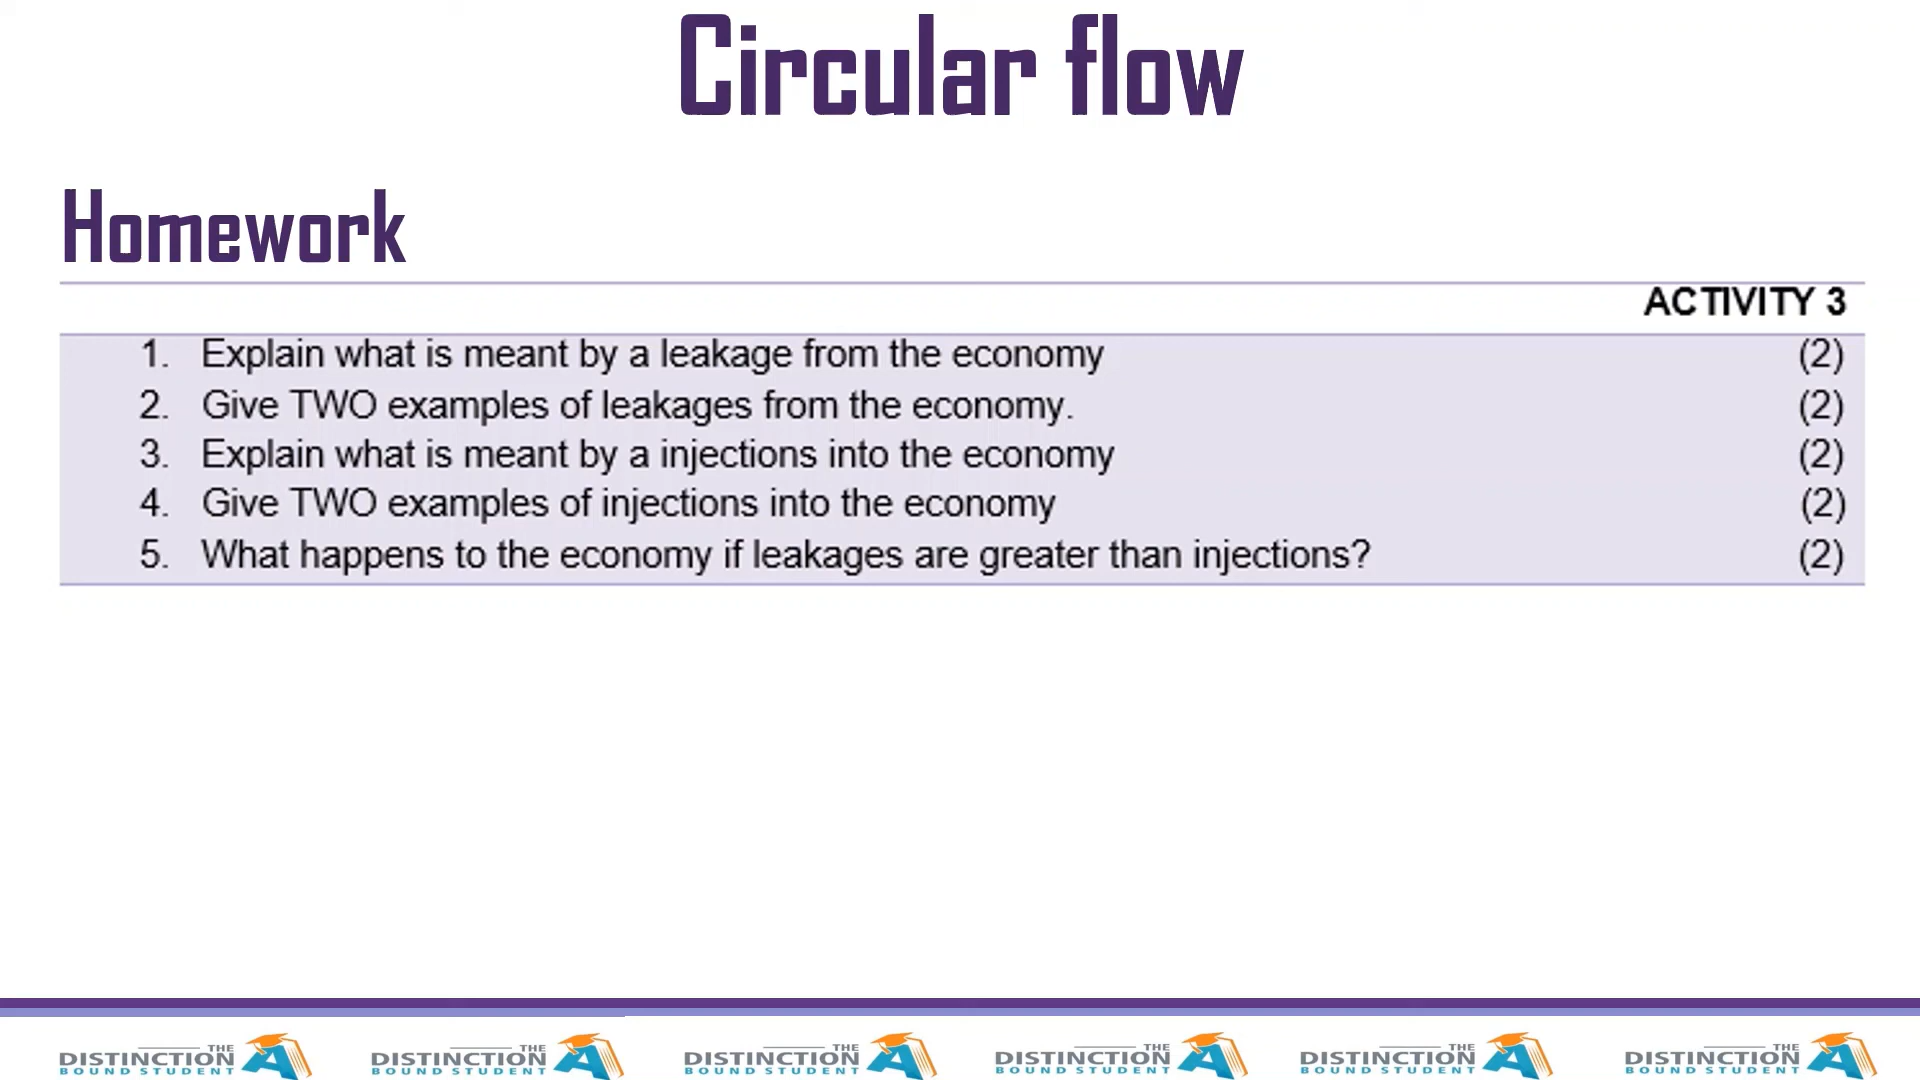 Circular flow
Homework
ACTIVITY 3
1. Explain what is meant by a leakage from the economy (2)
2. Give TWO examples of leakages from the economy. (2)
3. Explain what is meant by a injections into the economy (2)
4. Give TWO examples of injections into the economy (2)
5. What happens to the economy if leakages are greater than injections? (2)
THE THE THE THE THE THE
DISTINCTION DISTINCTION DISTINCTION DISTINCTION DISTINCTION DISTINCTION
BOUND STUDENT BOUND STUDENT BOUND STUDENT BOUND STUDENT BOUND STUDENT BOUND STUDENT